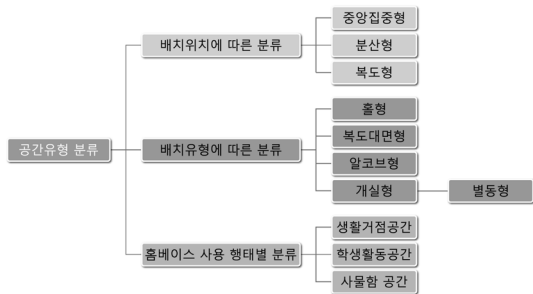 공간유형 분류
배치위치에 따른 분류
중앙집중형
분산형
복도형
배치유형에 따른 분류
홀형
복도대면형
알코브형
개실형
별동형
홈베이스 사용 행태별 분류
생활거점공간
학생활동공간
사물함 공간